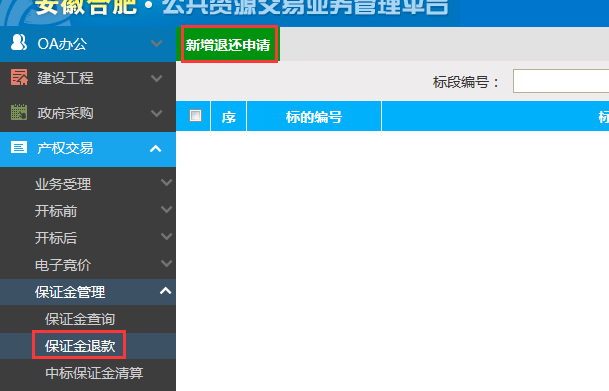 安徽合肥·公共资源交易业务管理平台
OA办公
新增退还申请
建设工程
标段编号：
政府采购
序
标的编号
标
产权交易
业务受理
开标前
开标后
电子竞价
保证金管理
保证金查询
保证金退款
中标保证金清算